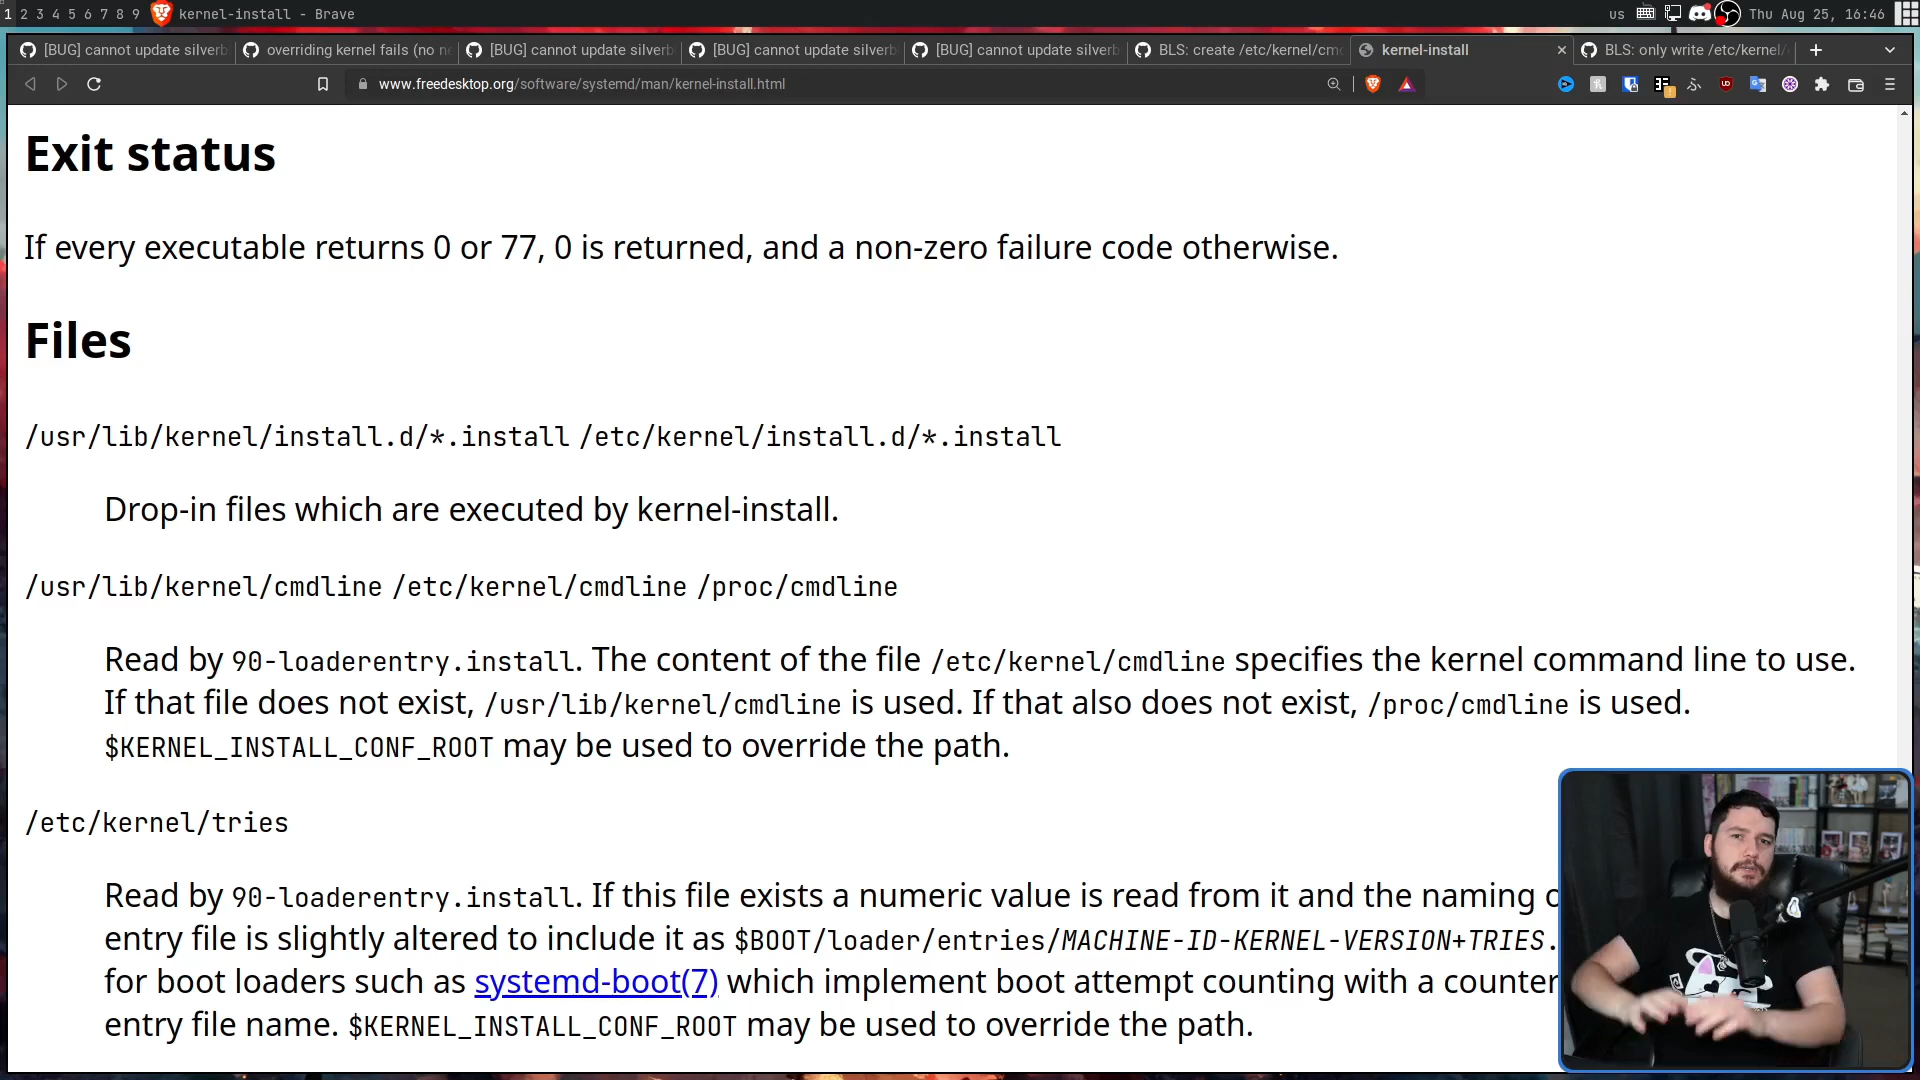 1 2 3 4 5 6 7 8 9 kernel-install - Brave
us Thu Aug 25, 16:46
[BUG] cannot update silverb
overriding kernel fails (no n
[BUG] cannot update silverb
[BUG] cannot update silverb
[BUG] cannot update silverb
BLS: create /etc/kernel/cm
kernel-install
BLS: only write /etc/kernel/
www.freedesktop.org/software/systemd/man/kernel-install.html
Exit status
If every executable returns 0 or 77, 0 is returned, and a non-zero failure code otherwise.
Files
/usr/lib/kernel/install.d/*.install /etc/kernel/install.d/*.install
Drop-in files which are executed by kernel-install.
/usr/lib/kernel/cmdline /etc/kernel/cmdline /proc/cmdline
Read by 90-loaderentry.install. The content of the file /etc/kernel/cmdline specifies the kernel command line to use.
If that file does not exist, /usr/lib/kernel/cmdline is used. If that also does not exist, /proc/cmdline is used.
$KERNEL_INSTALL_CONF_ROOT may be used to override the path.
/etc/kernel/tries
Read by 90-loaderentry.install. If this file exists a numeric value is read from it and the naming
entry file is slightly altered to include it as $BOOT/loader/entries/MACHINE-ID-KERNEL-VERSION+TRIES.
for boot loaders such as systemd-boot(7) which implement boot attempt counting with a counter
entry file name. $KERNEL_INSTALL_CONF_ROOT may be used to override the path.